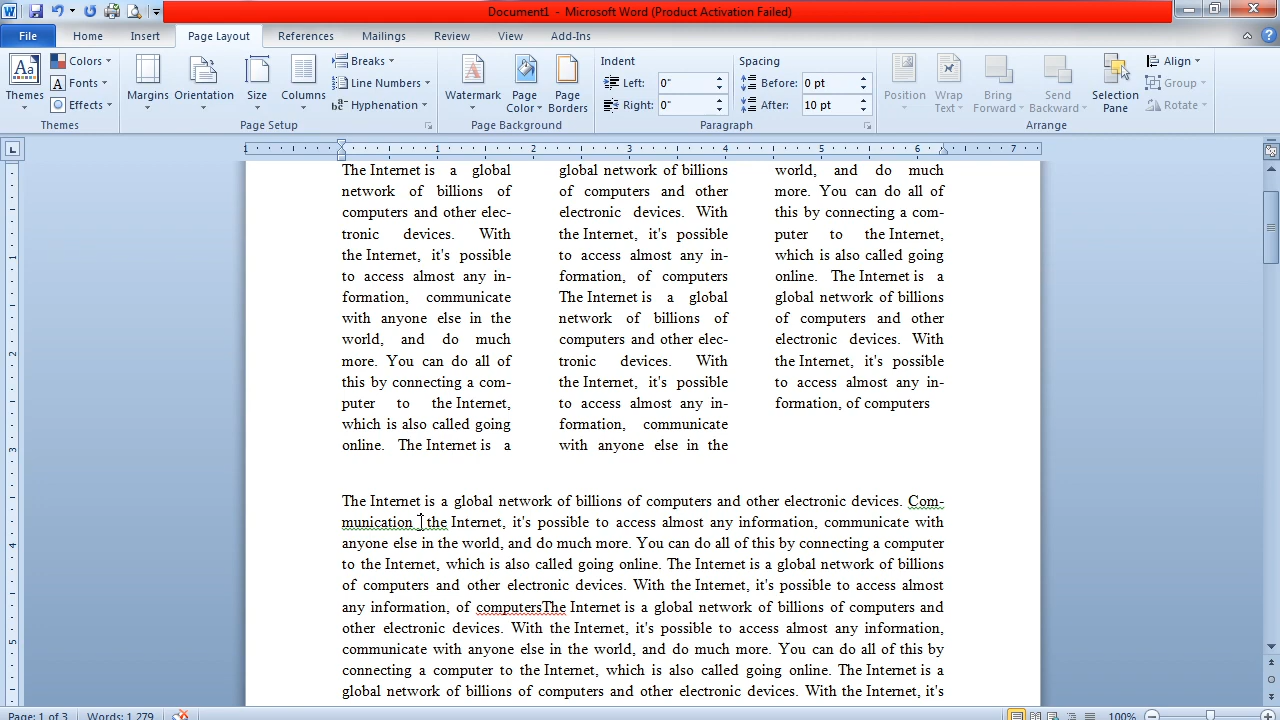 Document1 - Microsoft Word (Product Activation Failed)
File Home Insert Page Layout References Mailings Review View Add-Ins
Themes
Colors
Fonts
Effects
Themes
Margins
Orientation
Size
Columns
Breaks
Line Numbers
Hyphenation
Page Setup
Watermark
Page Color
Page Borders
Page Background
Indent
Left: 0"
Right: 0"
Spacing
Before: 0 pt
After: 10 pt
Paragraph
Position
Wrap Text
Bring Forward
Send Backward
Selection Pane
Align
Group
Rotate
Arrange
1 1 2 3 4 5 6 7
The Internet is a global
network of billions of
computers and other elec-
tronic devices. With
the Internet, it's possible
to access almost any in-
formation, communicate
with anyone else in the
world, and do much
more. You can do all of
this by connecting a com-
puter to the Internet,
which is also called going
online. The Internet is a
global network of billions
of computers and other
electronic devices. With
the Internet, it's possible
to access almost any in-
formation, of computers
The Internet is a global
network of billions of
computers and other elec-
tronic devices. With
the Internet, it's possible
to access almost any in-
formation, communicate
with anyone else in the
world, and do much
more. You can do all of
this by connecting a com-
puter to the Internet,
which is also called going
online. The Internet is a
global network of billions
of computers and other
electronic devices. With
the Internet, it's possible
to access almost any in-
formation, of computers
The Internet is a global network of billions of computers and other electronic devices. Com-
munication the Internet, it's possible to access almost any information, communicate with
anyone else in the world, and do much more. You can do all of this by connecting a computer
to the Internet, which is also called going online. The Internet is a global network of billions
of computers and other electronic devices. With the Internet, it's possible to access almost
any information, of computersThe Internet is a global network of billions of computers and
other electronic devices. With the Internet, it's possible to access almost any information,
communicate with anyone else in the world, and do much more. You can do all of this by
connecting a computer to the Internet, which is also called going online. The Internet is a
global network of billions of computers and other electronic devices. With the Internet, it's
1
2
3
4
5
Page: 1 of 3 Words: 1,279 100%